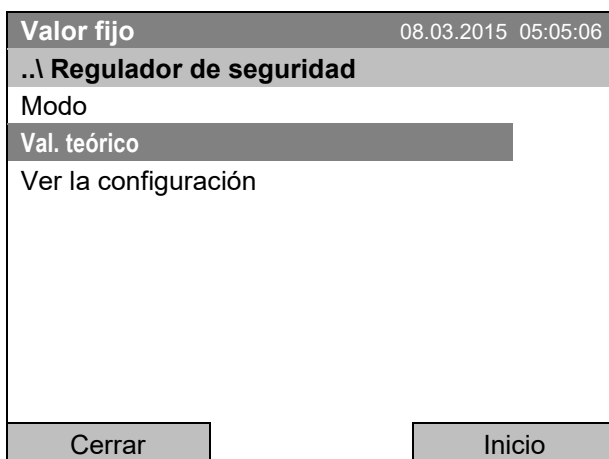 Valor fijo 08.03.2015 05:05:06
..\ Regulador de seguridad
Modo
Val. teórico
Ver la configuración
Cerrar Inicio